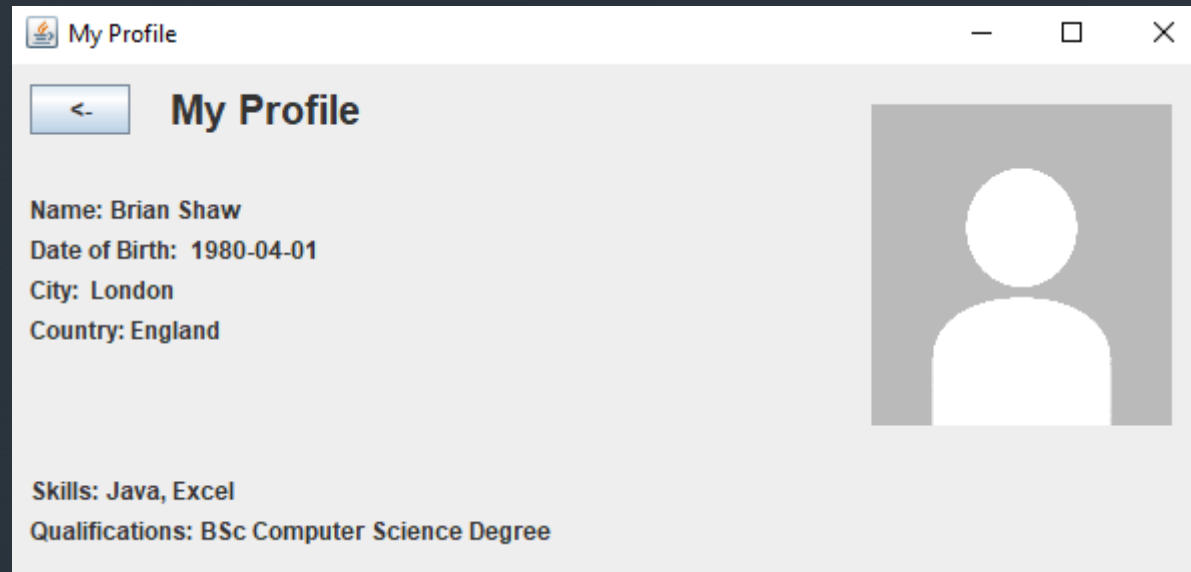 My Profile
<- My Profile
Name: Brian Shaw
Date of Birth: 1980-04-01
City: London
Country: England
Skills: Java, Excel
Qualifications: BSc Computer Science Degree